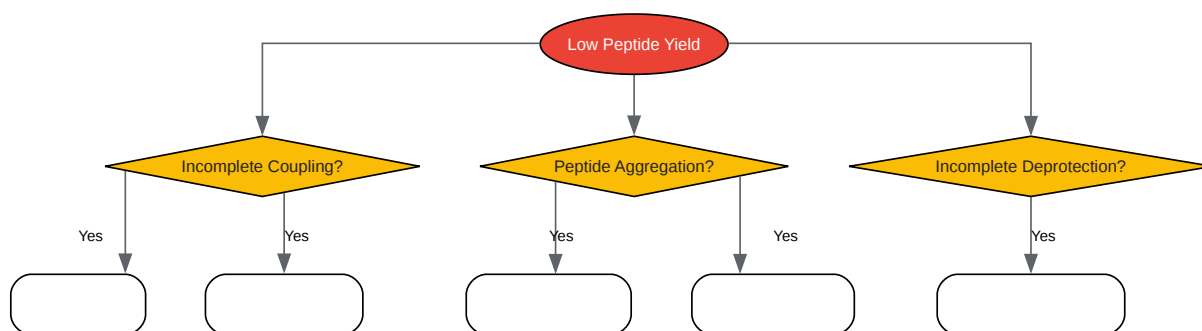 Low Peptide Yield
Incomplete Coupling?
Peptide Aggregation?
Incomplete Deprotection?
Yes
Yes
Yes
Yes
Yes